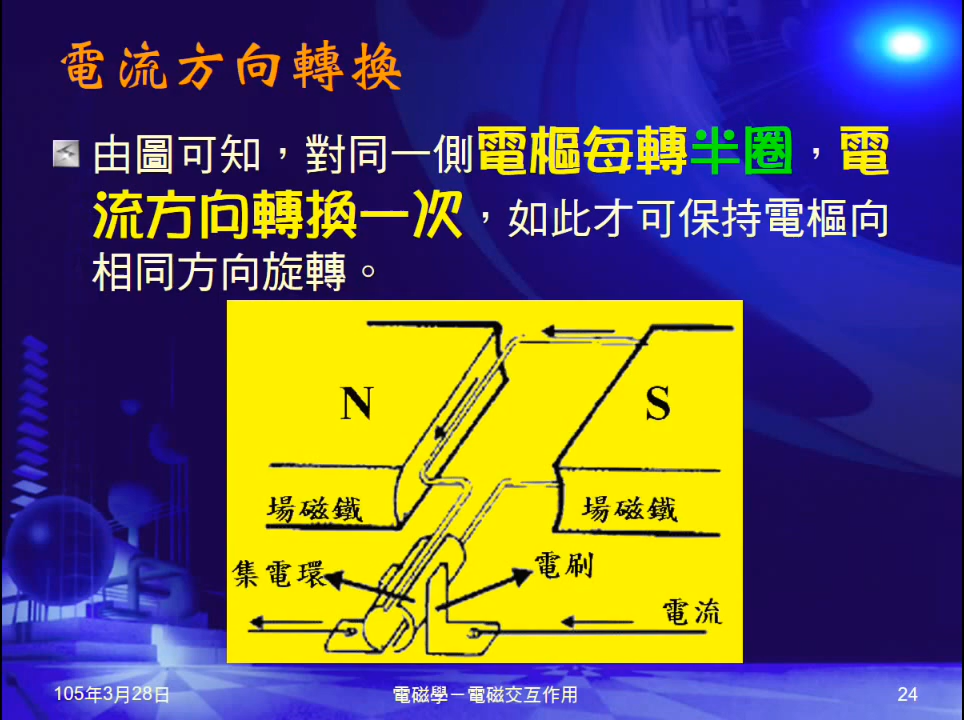 電流方向轉換
由圖可知，對同一側電樞每轉半圈，電
流方向轉換一次，如此才可保持電樞向
相同方向旋轉。
N
S
場磁鐵
場磁鐵
集電環
電刷
電流
105年3月28日
電磁學－電磁交互作用
24